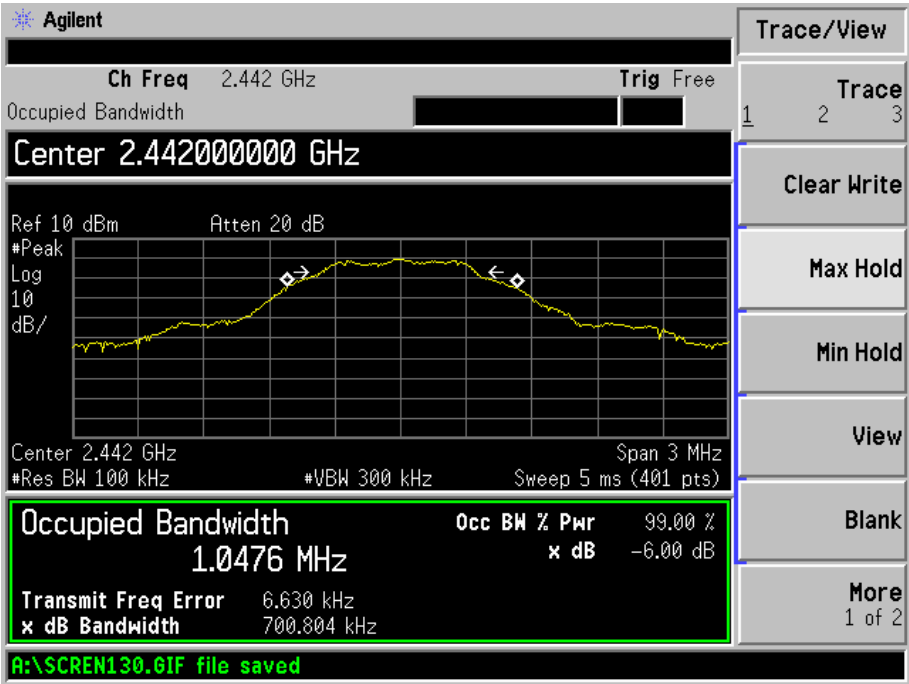 Agilent
Trace/View
Ch Freq 2.442 GHz Trig Free
Occupied Bandwidth
Center 2.442000000 GHz
Ref 10 dBm Atten 20 dB
#Peak
Log
10
dB/
Center 2.442 GHz Span 3 MHz
#Res BW 100 kHz #VBW 300 kHz Sweep 5 ms (401 pts)
Occupied Bandwidth
1.0476 MHz
Occ BW % Pwr 99.00 %
x dB -6.00 dB
Transmit Freq Error 6.630 kHz
x dB Bandwidth 700.804 kHz
A:\SCREN130.GIF file saved
Trace
1 2 3
Clear Write
Max Hold
Min Hold
View
Blank
More
1 of 2